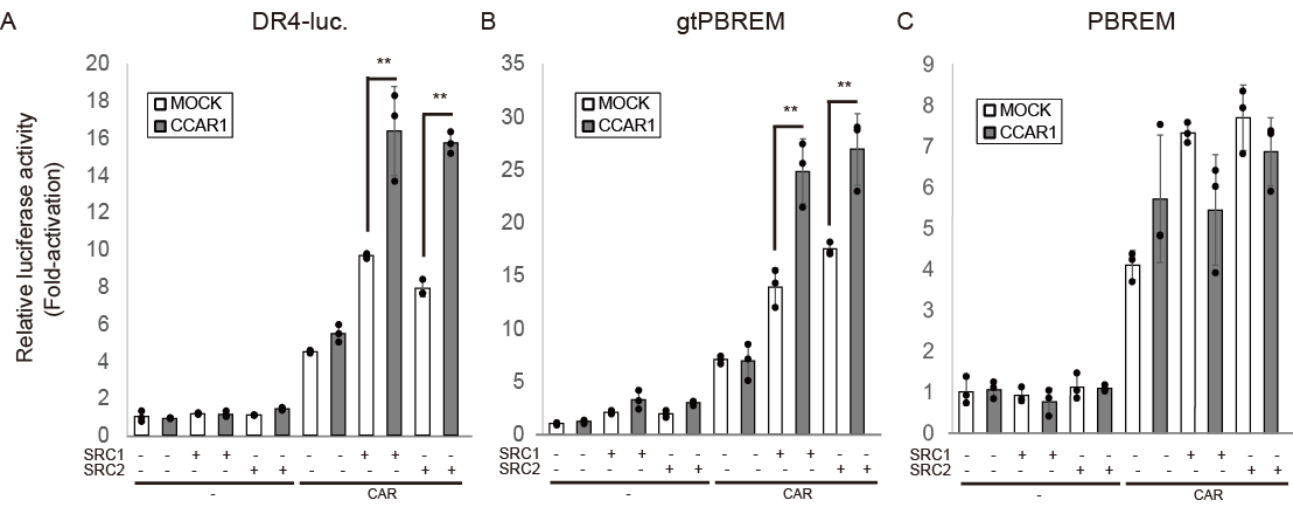 A DR4-luc. B gtPBREM C PBREM
Relative luciferase activity
(Fold-activation)
20
18
16
14
12
10
8
6
4
2
0
MOCK
CCAR1
**
**
SRC1 - - + + - - - - + + - -
SRC2 - - - - + + - - - - + +
- CAR
35
30
25
20
15
10
5
0
MOCK
CCAR1
**
**
SRC1 - - + + - - - - + + - -
SRC2 - - - - + + - - - - + +
- CAR
9
8
7
6
5
4
3
2
1
0
MOCK
CCAR1
SRC1 - - + + - - - - + + - -
SRC2 - - - - + + - - - - + +
- CAR